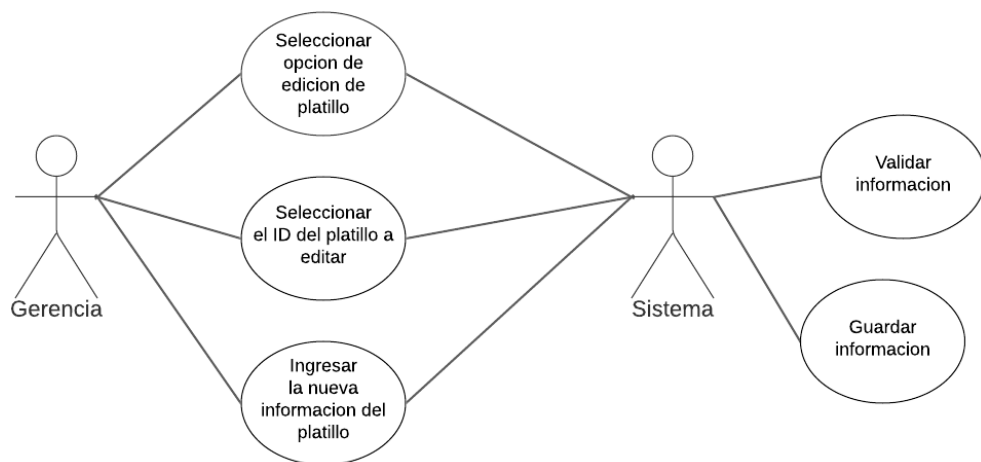 Seleccionar
opcion de
edicion de
platillo
Seleccionar
el ID del platillo a
editar
Ingresar
la nueva
informacion del
platillo
Gerencia
Sistema
Validar
informacion
Guardar
informacion